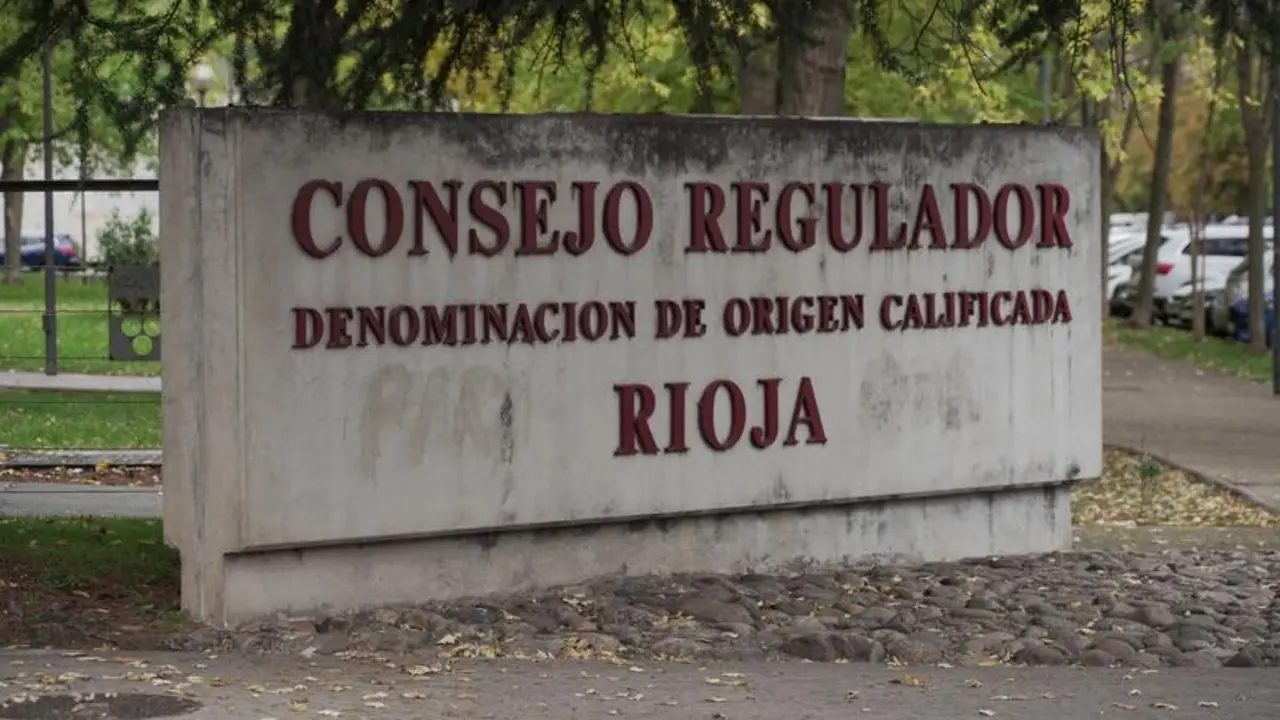 CONSEJO REGULADOR
DENOMINACION DE ORIGEN CALIFICADA
RIOJA